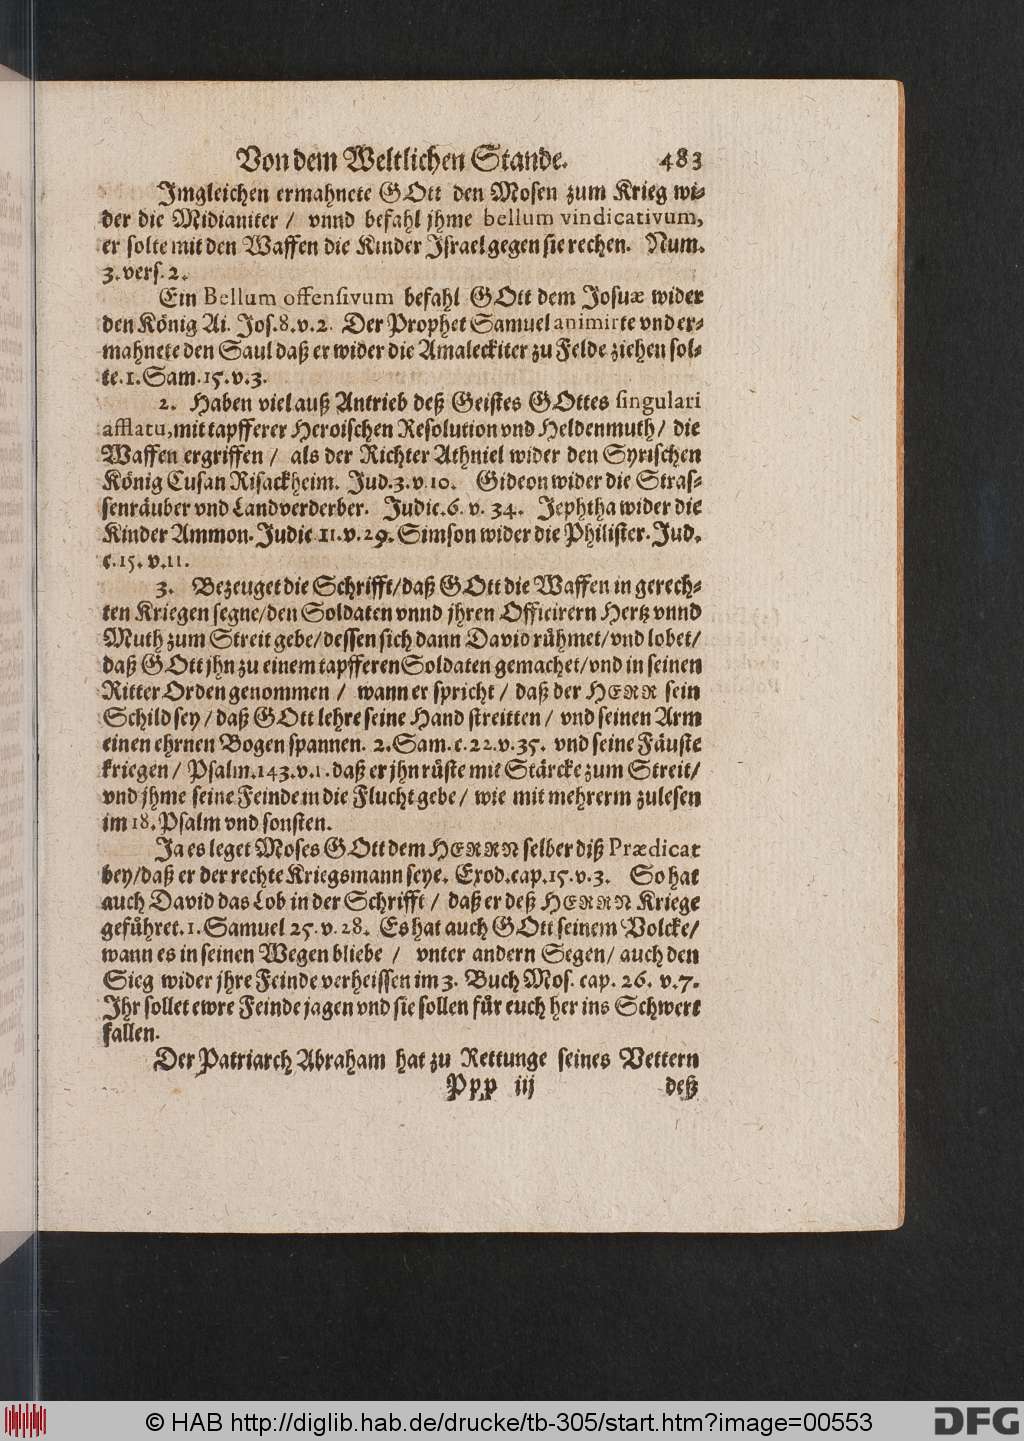 Von dem Weltlichen Stande. 483
Jmgleichen ermahnete GOtt den Mosen zum Krieg wi-
der die Midianiter / vnnd befahl jhme bellum vindicativum,
er solte mit den Waffen die Kinder Jsrael gegen sie rechen. Num.
3. vers. 2.
Ein Bellum offensivum befahl GOtt dem Josuæ wider
den König Ai. Jos. 8. v. 2. Der Prophet Samuel animirte vnd er-
mahnete den Saul daß er wider die Amaleckiter zu Felde ziehen sol-
te. 1. Sam. 15. v. 3.
2. Haben viel auß Antrieb deß Geistes GOttes singulari
afflatu, mit tapfferer Heroischen Resolution vnd Heldenmuth / die
Waffen ergriffen / als der Richter Athniel wider den Syrischen
König Cusan Risackheim. Jud. 3. v. 10. Gideon wider die Stras-
senräuber vnd Landverderber. Judic. 6. v. 34. Jephtha wider die
Kinder Ammon. Judic 11. v. 29. Simson wider die Philister. Jud.
c. 15. v. 11.
3. Bezeuget die Schrifft / daß GOtt die Waffen in gerech-
ten Kriegen segne / den Soldaten vnnd jhren Officirern Hertz vnnd
Muth zum Streit gebe / dessen sich dann David rühmet / vnd lobet /
daß GOtt jhn zu einem tapfferen Soldaten gemachet / vnd in seinen
Ritter Orden genommen / wann er spricht / daß der HERR sein
Schild sey / daß GOtt lehre seine Hand streitten / vnd seinen Arm
einen ehrnen Bogen spannen. 2. Sam. c. 22. v. 35. vnd seine Fäuste
kriegen / Psalm. 143. v. 1. daß er jhn rüste mit Stärcke zum Streit /
vnd jhme seine Feinde in die Flucht gebe / wie mit mehrerm zulesen
im 18. Psalm vnd sonsten.
Ja es leget Moses GOtt dem HERRN selber diß Prædicat
bey / daß er der rechte Kriegsmann seye. Exod. cap. 15. v. 3. So hat
auch David das Lob in der Schrifft / daß er deß HERRN Kriege
geführet. 1. Samuel 25. v. 28. Es hat auch GOtt seinem Volcke /
wann es in seinen Wegen bliebe / vnter andern Segen / auch den
Sieg wider jhre Feinde verheissen im 3. Buch Mos. cap. 26. v. 7.
Jhr sollet ewre Feinde jagen vnd sie sollen für euch her ins Schwert
fallen.
Der Patriarch Abraham hat zu Rettunge seines Vettern
Ppp iij deß
© HAB http://diglib.hab.de/drucke/tb-305/start.htm?image=00553 DFG